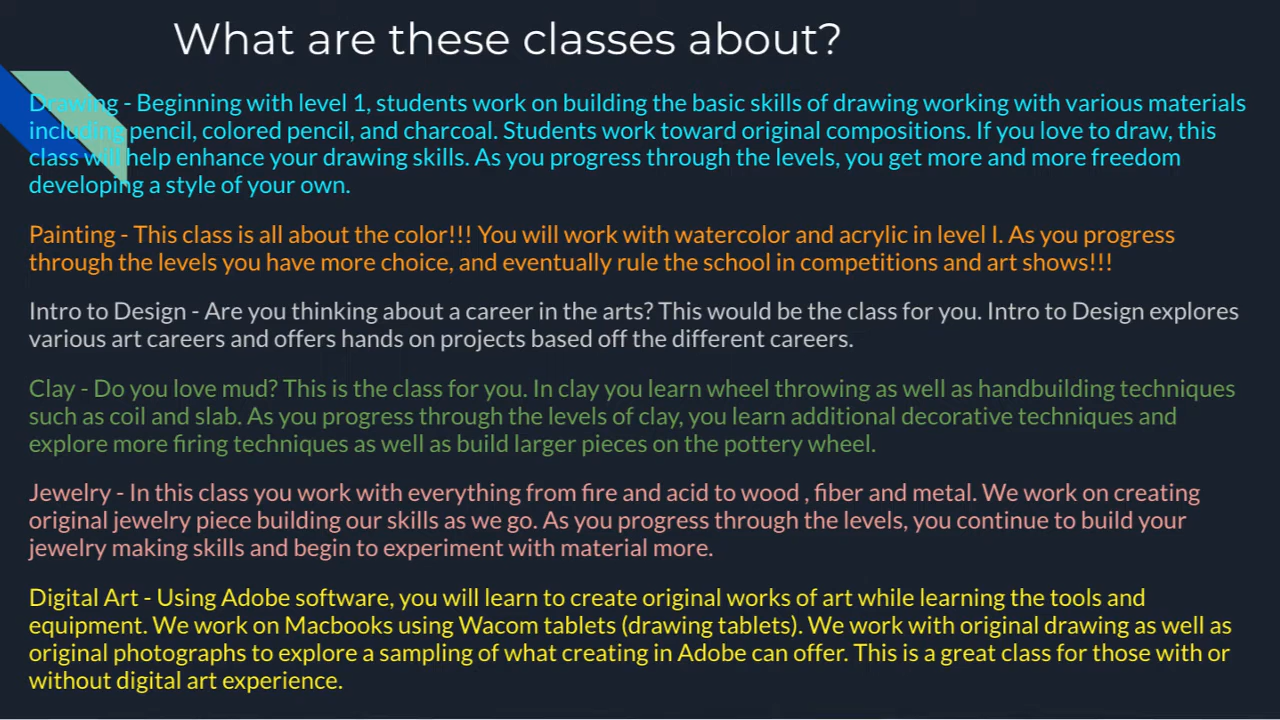 What are these classes about?
Drawing - Beginning with level 1, students work on building the basic skills of drawing working with various materials
including pencil, colored pencil, and charcoal. Students work toward original compositions. If you love to draw, this
class will help enhance your drawing skills. As you progress through the levels, you get more and more freedom
developing a style of your own.
Painting - This class is all about the color!!! You will work with watercolor and acrylic in level I. As you progress
through the levels you have more choice, and eventually rule the school in competitions and art shows!!!
Intro to Design - Are you thinking about a career in the arts? This would be the class for you. Intro to Design explores
various art careers and offers hands on projects based off the different careers.
Clay - Do you love mud? This is the class for you. In clay you learn wheel throwing as well as handbuilding techniques
such as coil and slab. As you progress through the levels of clay, you learn additional decorative techniques and
explore more firing techniques as well as build larger pieces on the pottery wheel.
Jewelry - In this class you work with everything from fire and acid to wood , fiber and metal. We work on creating
original jewelry piece building our skills as we go. As you progress through the levels, you continue to build your
jewelry making skills and begin to experiment with material more.
Digital Art - Using Adobe software, you will learn to create original works of art while learning the tools and
equipment. We work on Macbooks using Wacom tablets (drawing tablets). We work with original drawing as well as
original photographs to explore a sampling of what creating in Adobe can offer. This is a great class for those with or
without digital art experience.